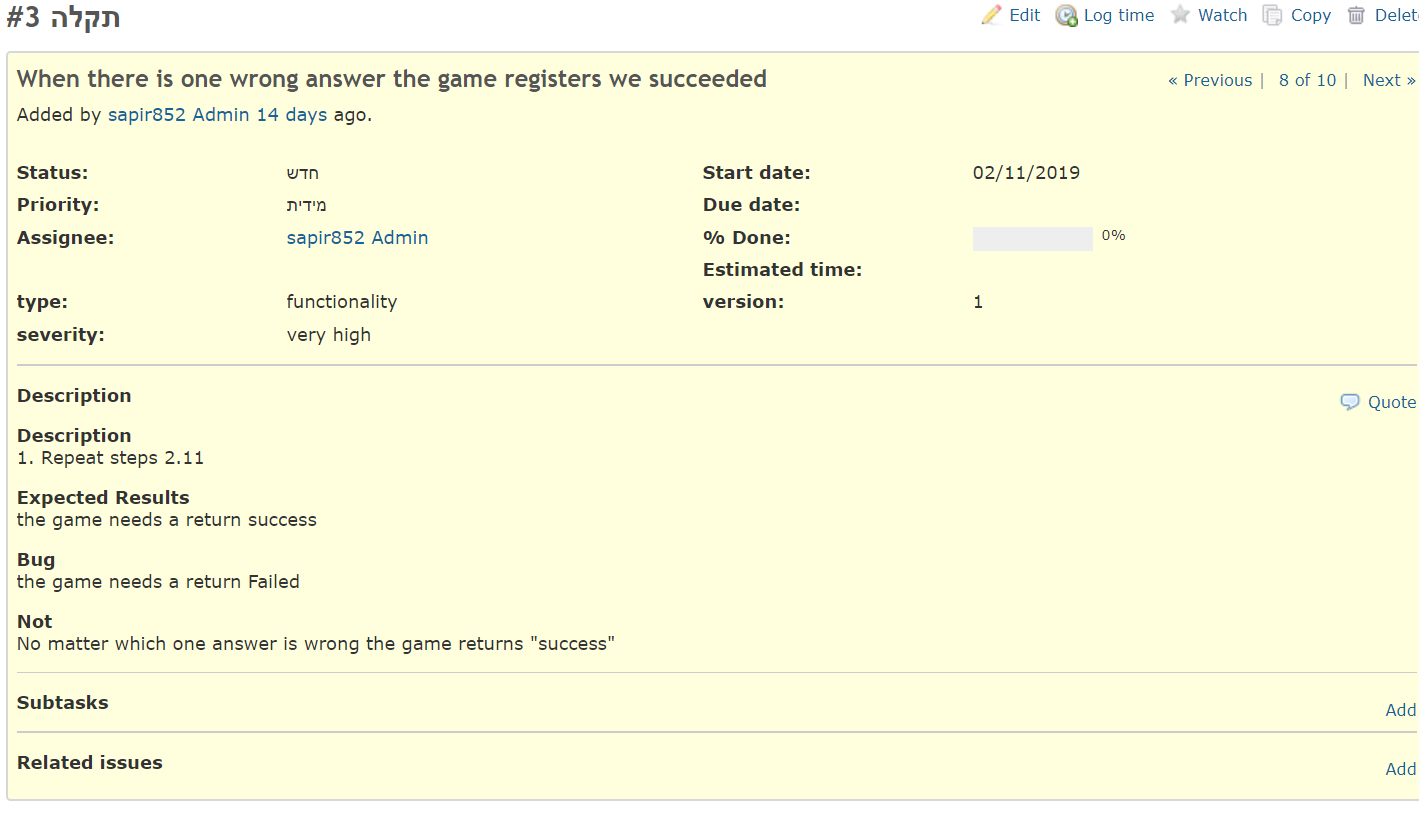 תקלה #3
Edit Log time Watch Copy
When there is one wrong answer the game registers we succeeded
« Previous | 8 of 10 | Next »
Added by sapir852 Admin 14 days ago.
Status: חדש Start date: 02/11/2019
Priority: מידית Due date:
Assignee: sapir852 Admin % Done: 0%
Estimated time:
type: functionality version: 1
severity: very high
Description
Quote
Description
1. Repeat steps 2.11
Expected Results
the game needs a return success
Bug
the game needs a return Failed
Not
No matter which one answer is wrong the game returns "success"
Subtasks
Add
Related issues
Add